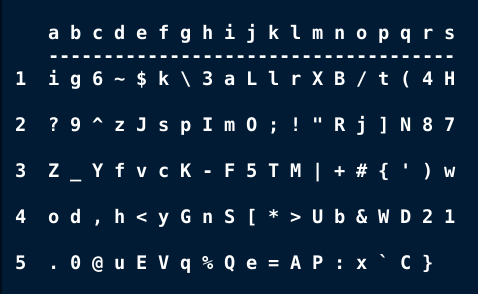 a b c d e f g h i j k l m n o p q r s
-------------------------------------
1 i g 6 ~ $ k \ 3 a L l r X B / t ( 4 H
2 ? 9 ^ z J s p I m O ; ! " R j ] N 8 7
3 Z _ Y f v c K - F 5 T M | + # { ' ) w
4 o d , h < y G n S [ * > U b & W D 2 1
5 . 0 @ u E V q % Q e = A P : x ` C }